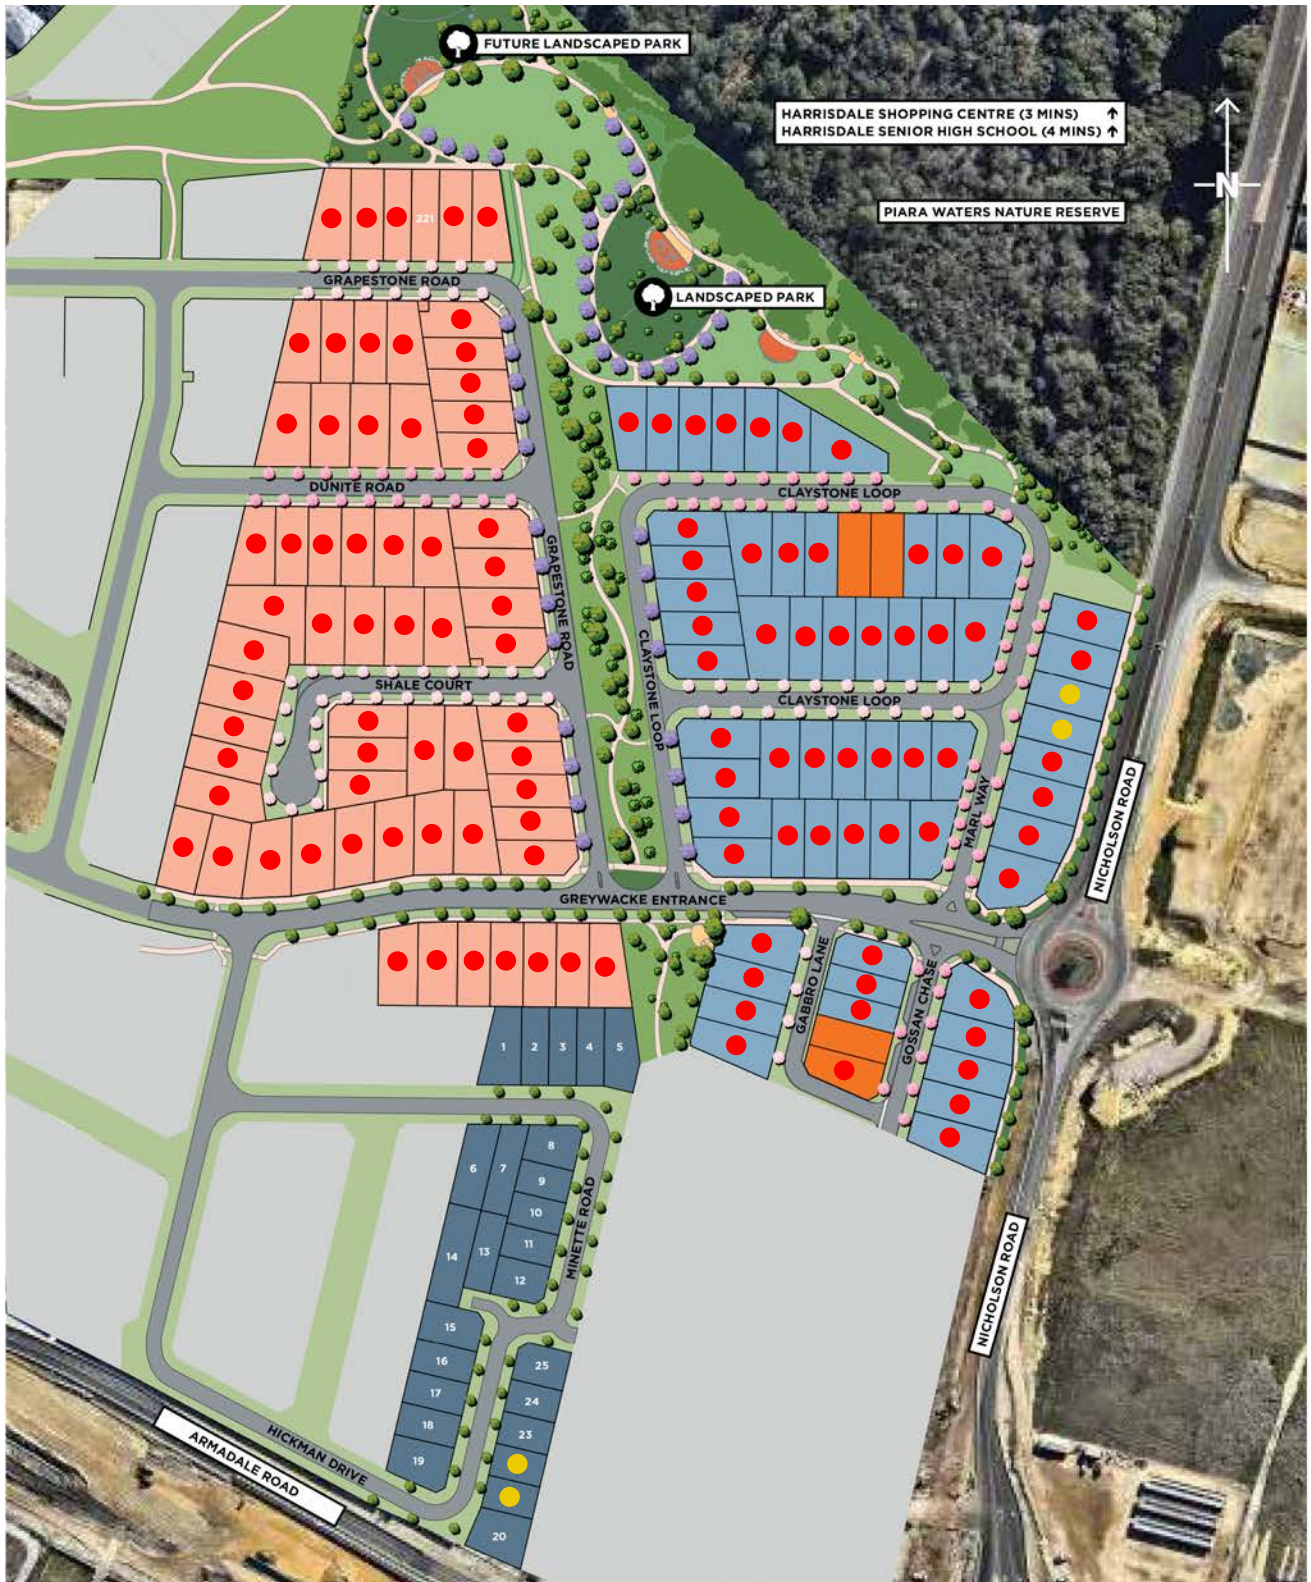 FUTURE LANDSCAPED PARK
HARRISDALE SHOPPING CENTRE (3 MINS) ↑
HARRISDALE SENIOR HIGH SCHOOL (4 MINS) ↑
N
PIARA WATERS NATURE RESERVE
221
GRAPESTONE ROAD
LANDSCAPED PARK
DUNITE ROAD
CLAYSTONE LOOP
GRAPESTONE ROAD
CLAYSTONE LOOP
SHALE COURT
CLAYSTONE LOOP
MARL WAY
NICHOLSON ROAD
GREYWACKE ENTRANCE
GABBRO LANE
GOSSAN CHASE
1 2 3 4 5
6 7 8
9
10
11
12
13
14
MINETTE ROAD
15
16
17
18
19
25
24
23
20
NICHOLSON ROAD
HICKMAN DRIVE
ARMADALE ROAD